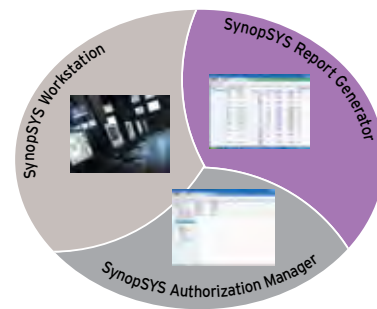 SynopSYS Workstation
SynopSYS Report Generator
SynopSYS Authorization Manager